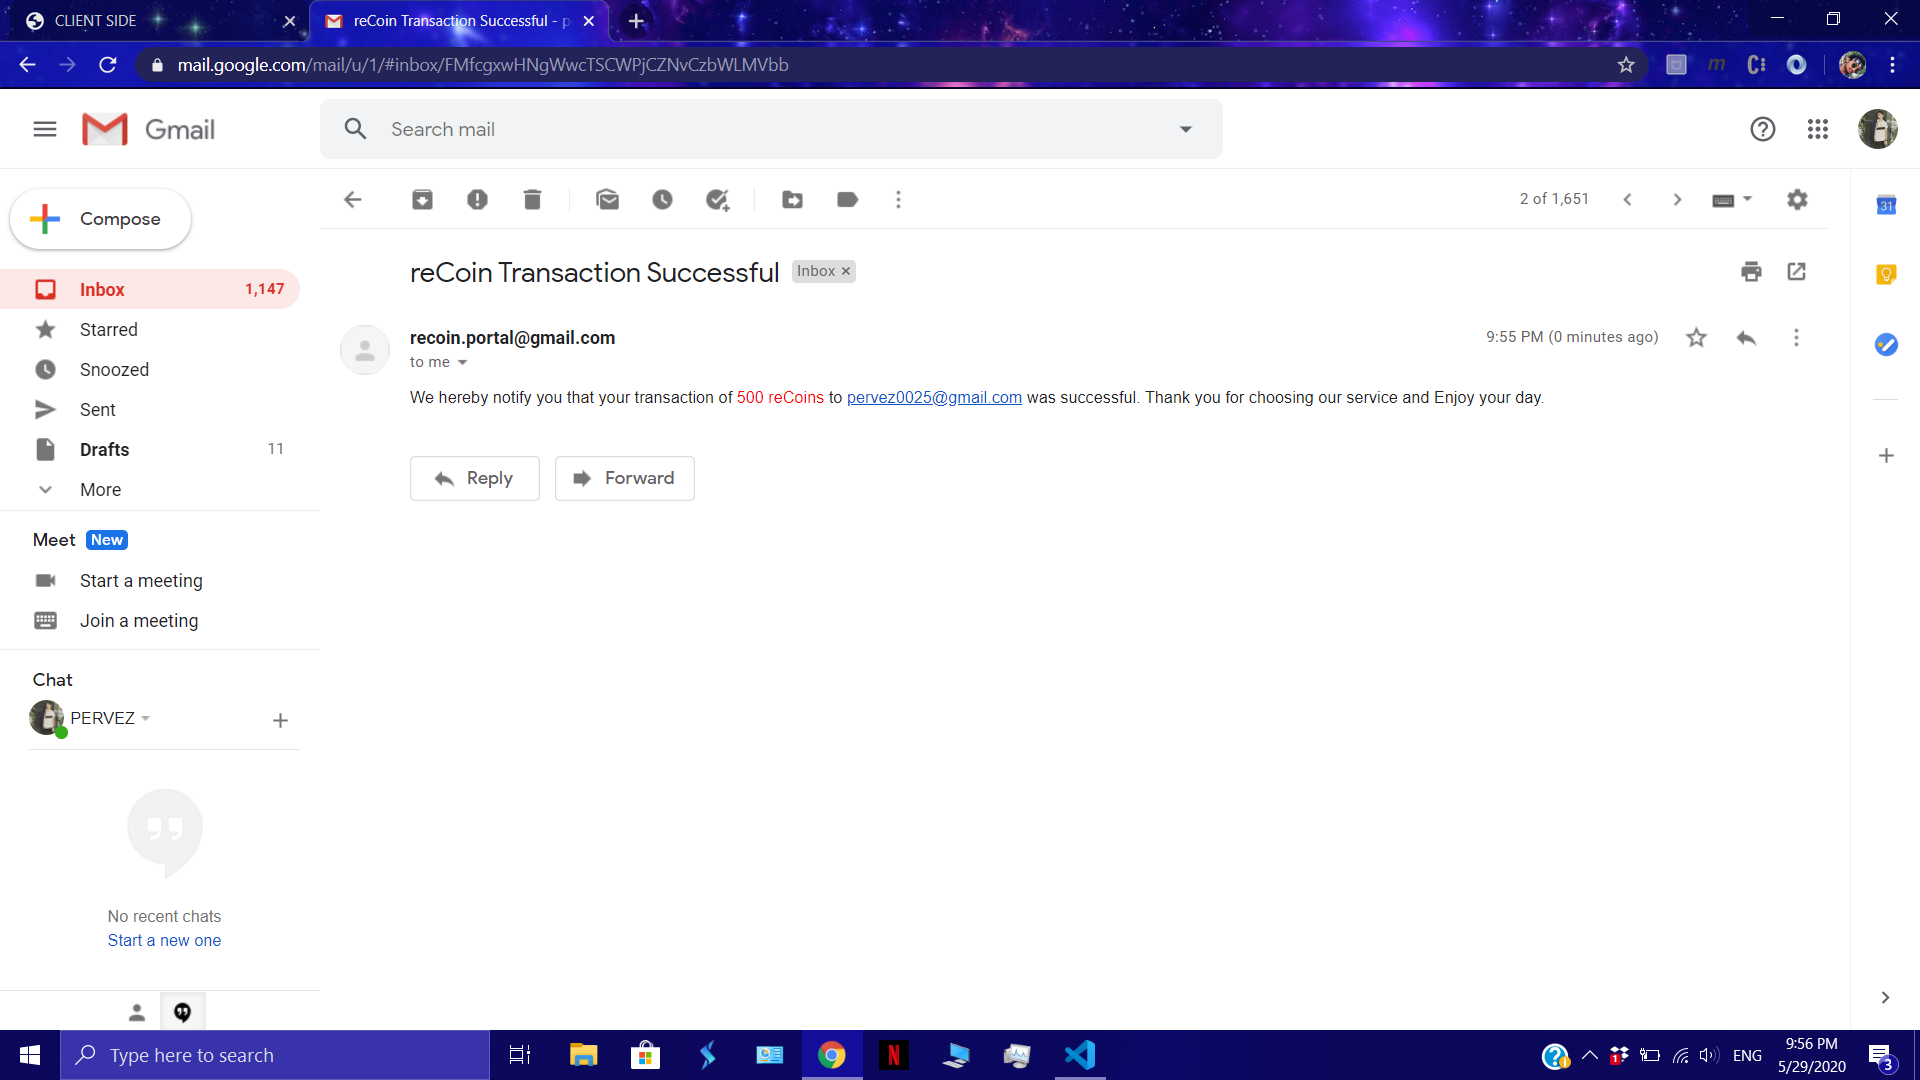 CLIENT SIDE
reCoin Transaction Successful - p
mail.google.com/mail/u/1/#inbox/FMfcgxwHNgWwcTSCWPjCZNvCzbWLMVbb
Gmail
Search mail
Compose
2 of 1,651
31
reCoin Transaction Successful
Inbox
Inbox 1,147
Starred
Snoozed
Sent
Drafts 11
More
recoin.portal@gmail.com
9:55 PM (0 minutes ago)
to me
We hereby notify you that your transaction of 500 reCoins to pervez0025@gmail.com was successful. Thank you for choosing our service and Enjoy your day.
Reply
Forward
Meet New
Start a meeting
Join a meeting
Chat
PERVEZ
No recent chats
Start a new one
Type here to search
N
1
ENG
9:56 PM
5/29/2020
3